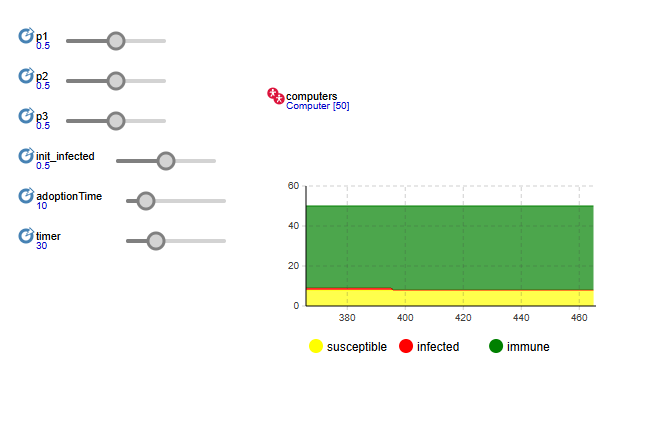 p1
0.5
p2
0.5
p3
0.5
init_infected
0.5
adoptionTime
10
timer
30
computers
Computer [50]
60
40
20
0
380 400 420 440 460
susceptible infected immune